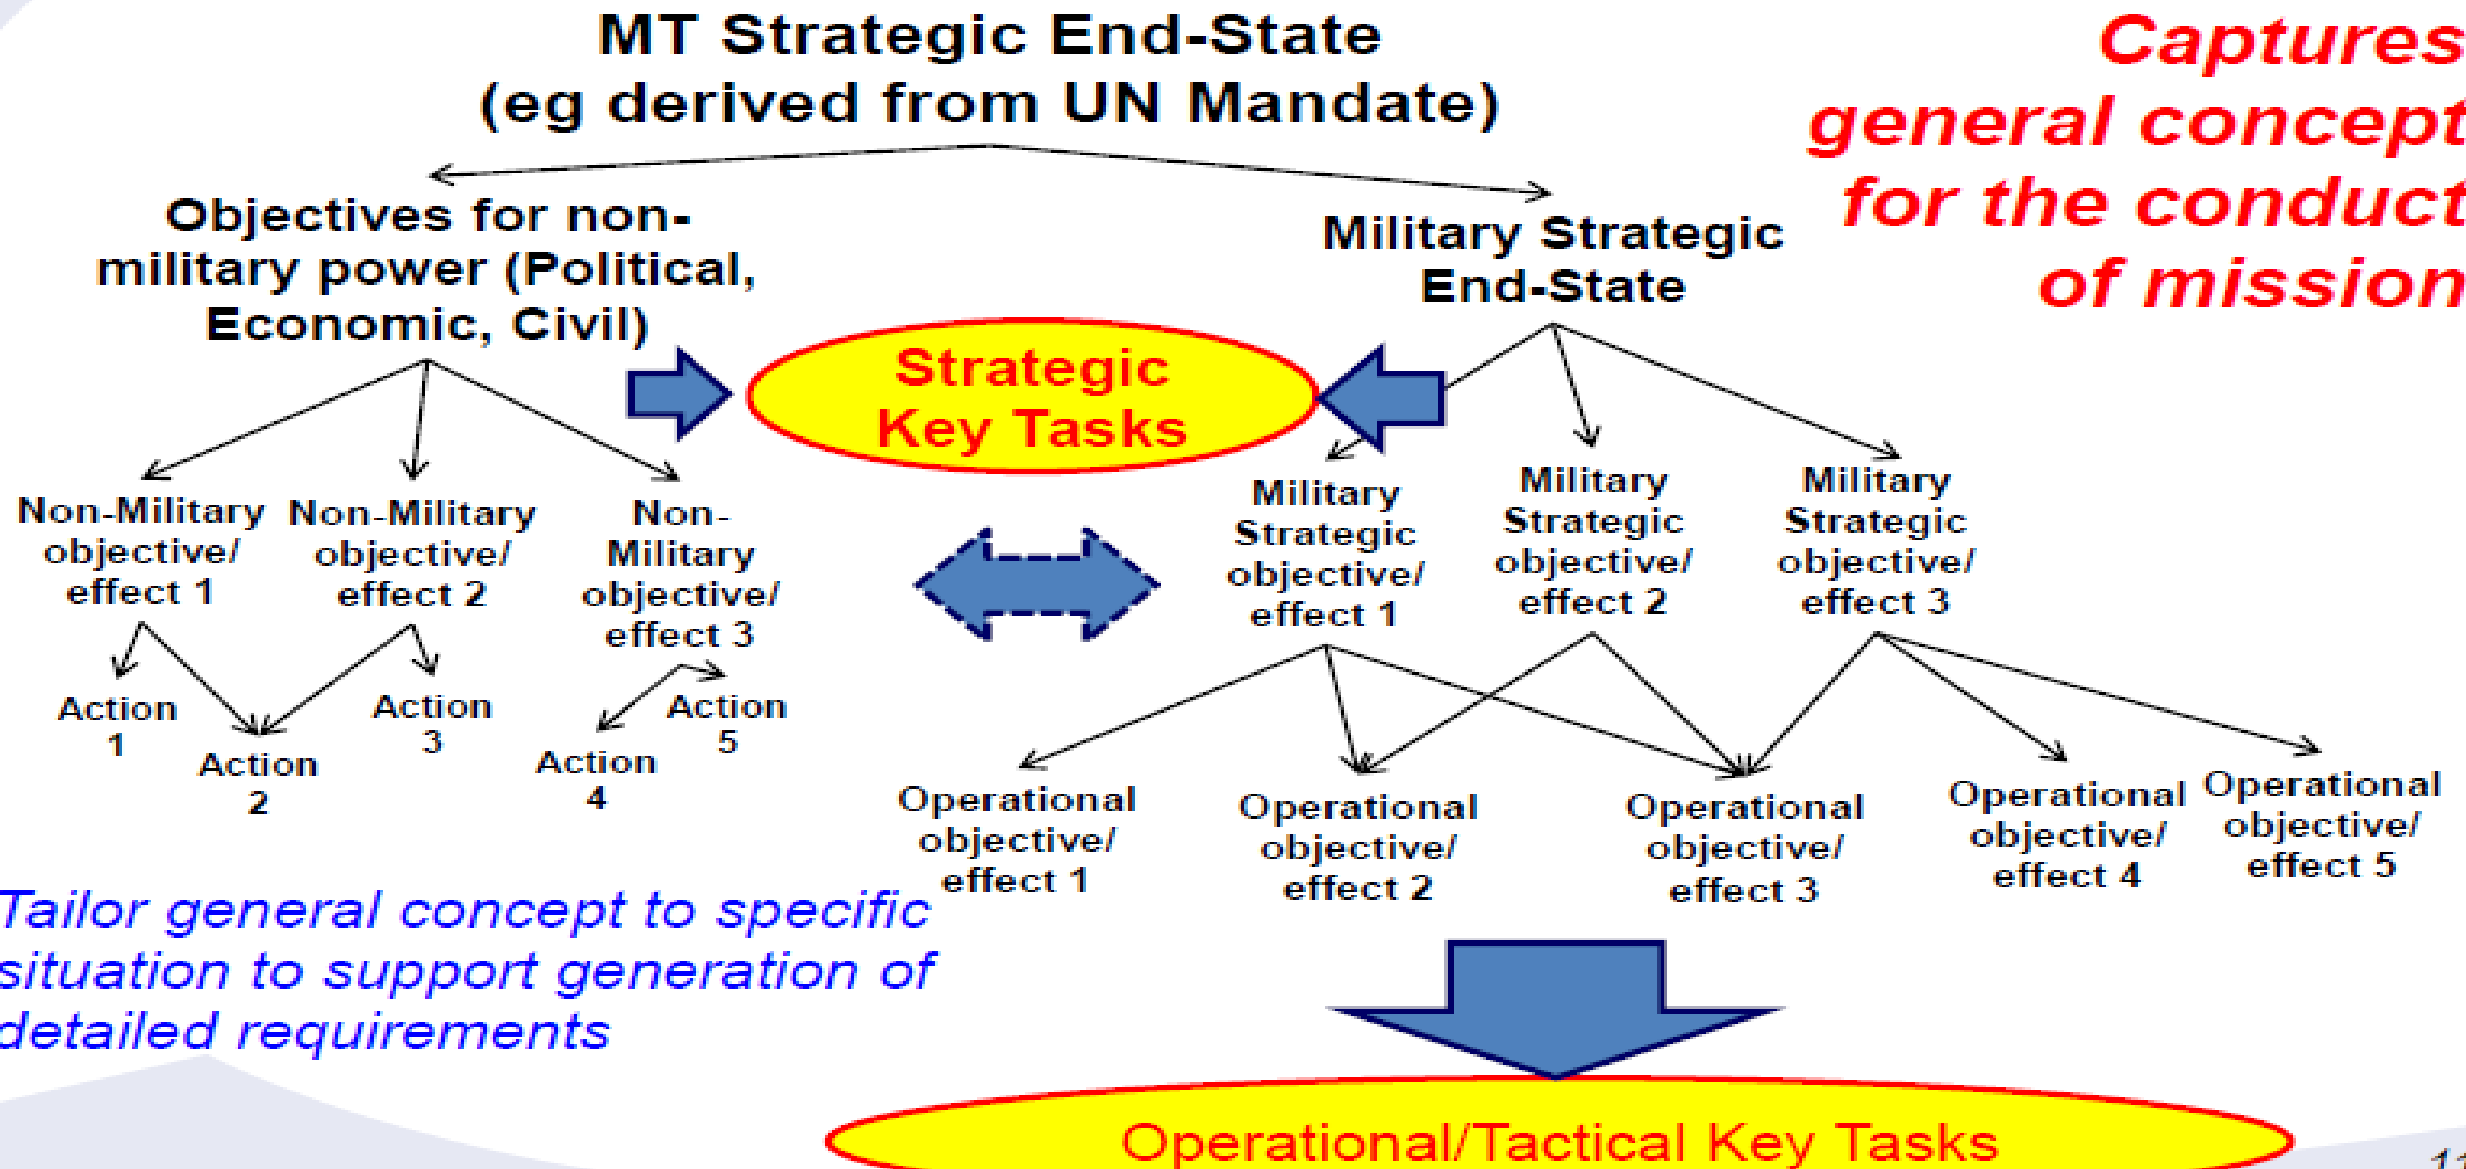 MT Strategic End-State
(eg derived from UN Mandate)
Captures
general concept
for the conduct
of mission
Objectives for non-
military power (Political,
Economic, Civil)
Military Strategic
End-State
Strategic
Key Tasks
Non-Military
objective/
effect 1
Non-Military
objective/
effect 2
Non-
Military
objective/
effect 3
Military
Strategic
objective/
effect 1
Military
Strategic
objective/
effect 2
Military
Strategic
objective/
effect 3
Action
1
Action
2
Action
3
Action
4
Action
5
Operational
objective/
effect 1
Operational
objective/
effect 2
Operational
objective/
effect 3
Operational
objective/
effect 4
Operational
objective/
effect 5
Tailor general concept to specific
situation to support generation of
detailed requirements
Operational/Tactical Key Tasks
11